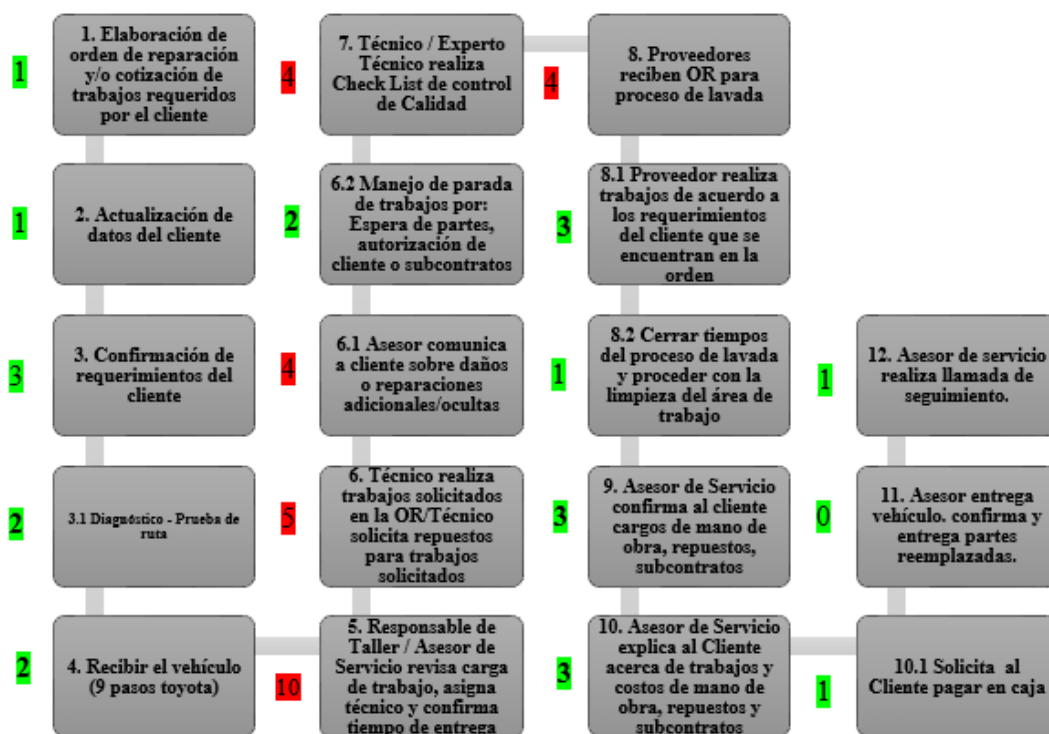 1
1. Elaboración de
orden de reparación
y/o cotización de
trabajos requeridos
por el cliente
1
2. Actualización de
datos del cliente
3
3. Confirmación de
requerimientos del
cliente
2
3.1 Diagnóstico - Prueba de
ruta
2
4. Recibir el vehículo
(9 pasos toyota)
10
5. Responsable de
Taller / Asesor de
Servicio revisa carga
de trabajo, asigna
técnico y confirma
tiempo de entrega
5
6. Técnico realiza
trabajos solicitados
en la OR/Técnico
solicita repuestos
para trabajos
solicitados
4
6.1 Asesor comunica
a cliente sobre daños
o reparaciones
adicionales/ocultas
2
6.2 Manejo de parada
de trabajos por:
Espera de partes,
autorización de
cliente o subcontratos
4
7. Técnico / Experto
Técnico realiza
Check List de control
de Calidad
4
8. Proveedores
reciben OR para
proceso de lavada
3
8.1 Proveedor realiza
trabajos de acuerdo a
los requerimientos
del cliente que se
encuentran en la
orden
1
8.2 Cerrar tiempos
del proceso de lavada
y proceder con la
limpieza del área de
trabajo
3
9. Asesor de Servicio
confirma al cliente
cargos de mano de
obra, repuestos,
subcontratos
3
10. Asesor de Servicio
explica al Cliente
acerca de trabajos y
costos de mano de
obra, repuestos y
subcontratos
1
10.1 Solicita al
Cliente pagar en caja
0
11. Asesor entrega
vehículo. confirma y
entrega partes
reemplazadas.
1
12. Asesor de servicio
realiza llamada de
seguimiento.